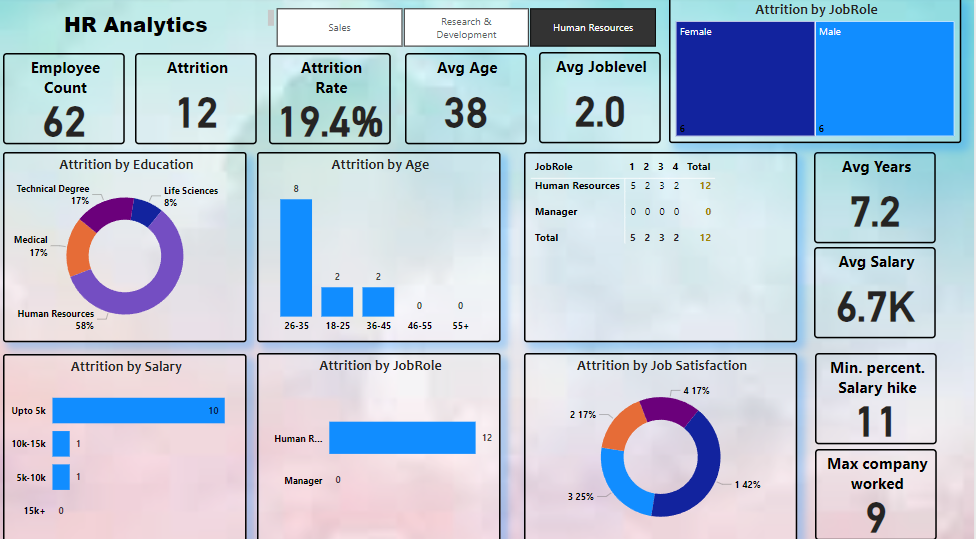 HR Analytics
Sales
Research &
Development
Human Resources
Attrition by JobRole
Female
Male
6
6
Employee
Count
62
Attrition
12
Attrition
Rate
19.4%
Avg Age
38
Avg Joblevel
2.0
Attrition by Education
Technical Degree
17%
Life Sciences
8%
Medical
17%
Human Resources
58%
Attrition by Age
8
2
2
0
0
26-35 18-25 36-45 46-55 55+
JobRole 1 2 3 4 Total
Human Resources 5 2 3 2 12
Manager 0 0 0 0 0
Total 5 2 3 2 12
Avg Years
7.2
Avg Salary
6.7K
Attrition by Salary
Upto 5k 10
10k-15k 1
5k-10k 1
15k+ 0
Attrition by JobRole
Human R... 12
Manager 0
Attrition by Job Satisfaction
4 17%
2 17%
3 25%
1 42%
Min. percent.
Salary hike
11
Max company
worked
9